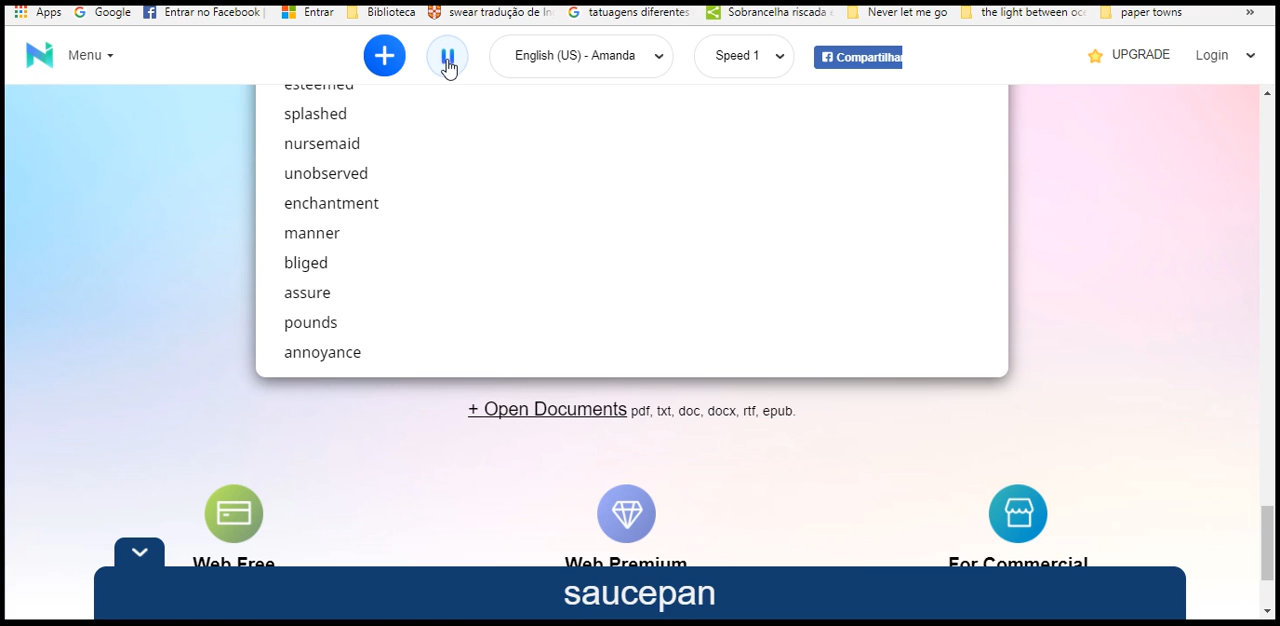 Apps Google Entrar no Facebook Entrar Biblioteca swear tradução de In tatuagens diferentes Sobrancelha riscada Never let me go the light between oce paper towns »
Menu English (US) - Amanda Speed 1 Compartilhar UPGRADE Login
esteemed
splashed
nursemaid
unobserved
enchantment
manner
bliged
assure
pounds
annoyance
+ Open Documents pdf, txt, doc, docx, rtf, epub.
Web Free Web Premium For Commercial
saucepan